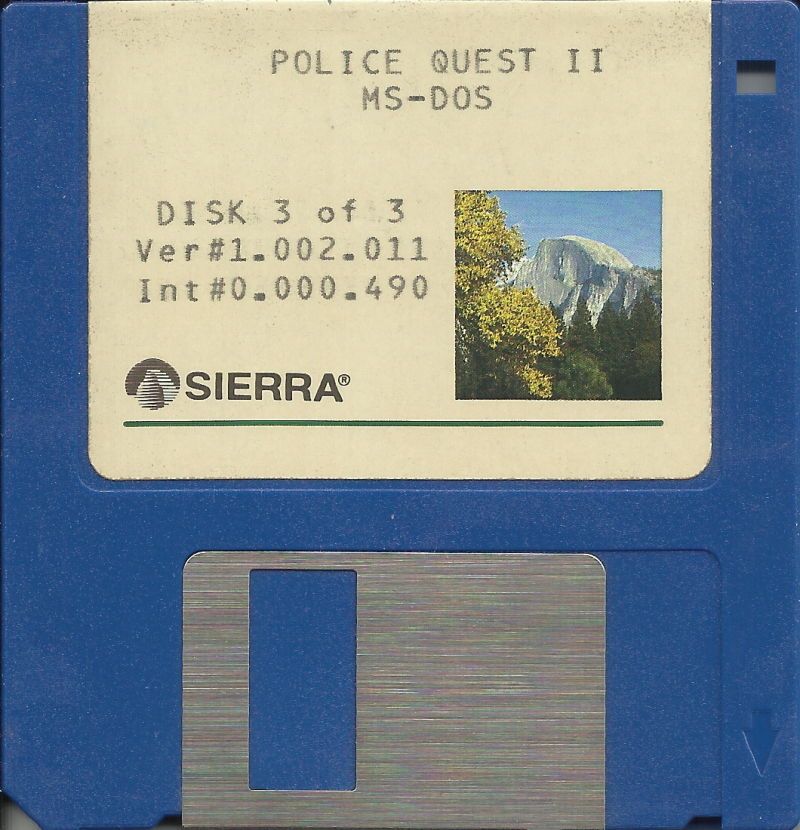 POLICE QUEST II
MS-DOS
DISK 3 of 3
Ver#1.002.011
Int#0.000.490
SIERRA®